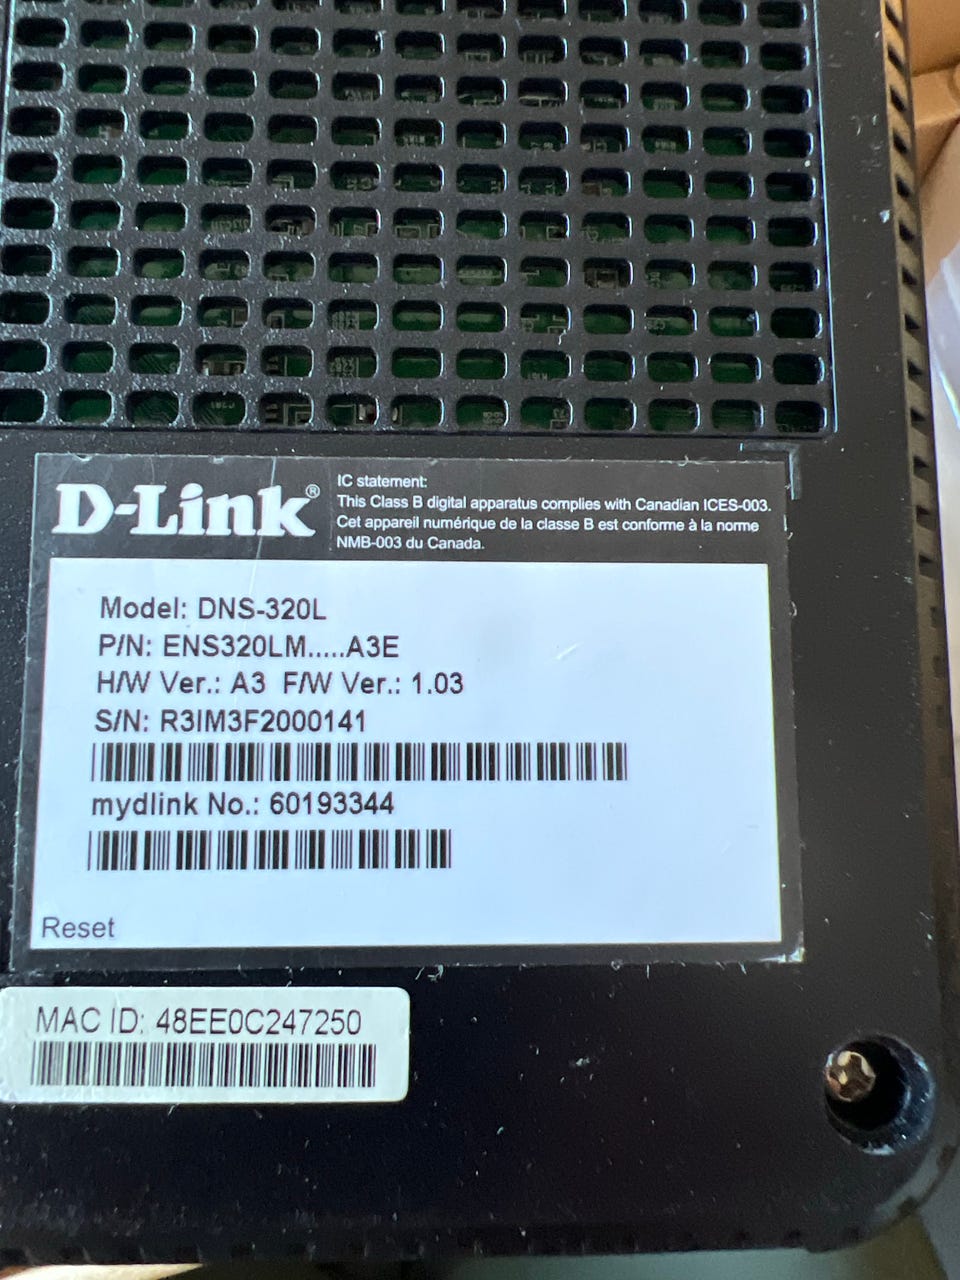 D-Link®
IC statement:
This Class B digital apparatus complies with Canadian ICES-003.
Cet appareil numérique de la classe B est conforme à la norme
NMB-003 du Canada.
Model: DNS-320L
P/N: ENS320LM.....A3E
H/W Ver.: A3 F/W Ver.: 1.03
S/N: R3IM3F2000141
mydlink No.: 60193344
Reset
MAC ID: 48EE0C247250